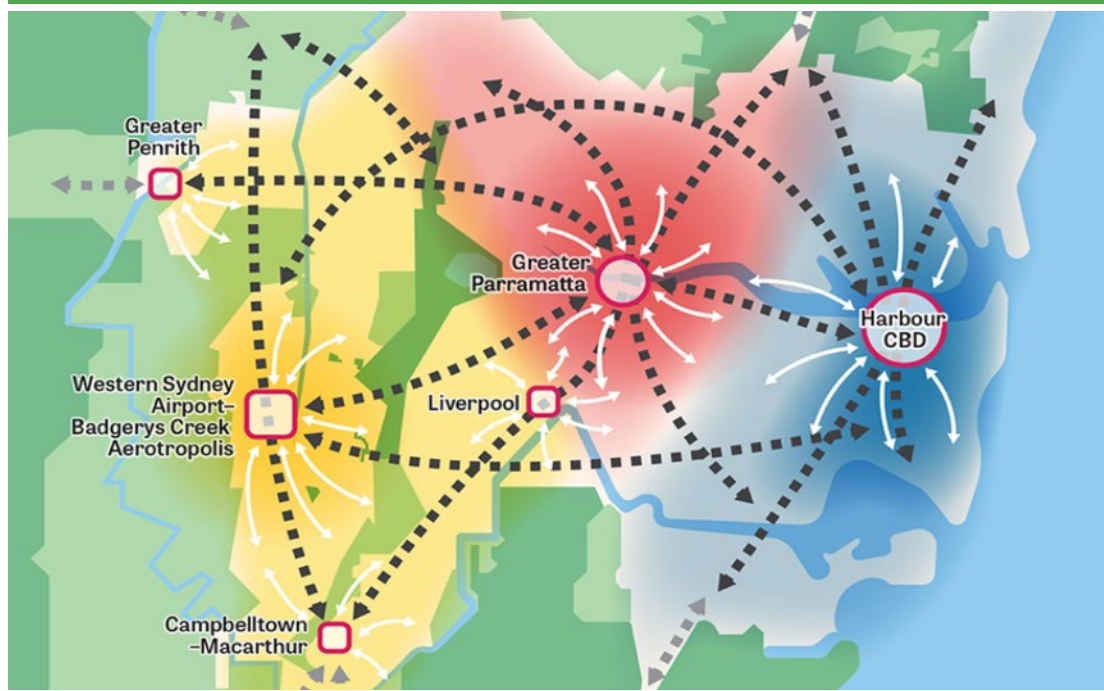 Greater
Penrith
Greater
Parramatta
Harbour
CBD
Western Sydney
Airport–
Badgerys Creek
Aerotropolis
Liverpool
Campbelltown
–Macarthur